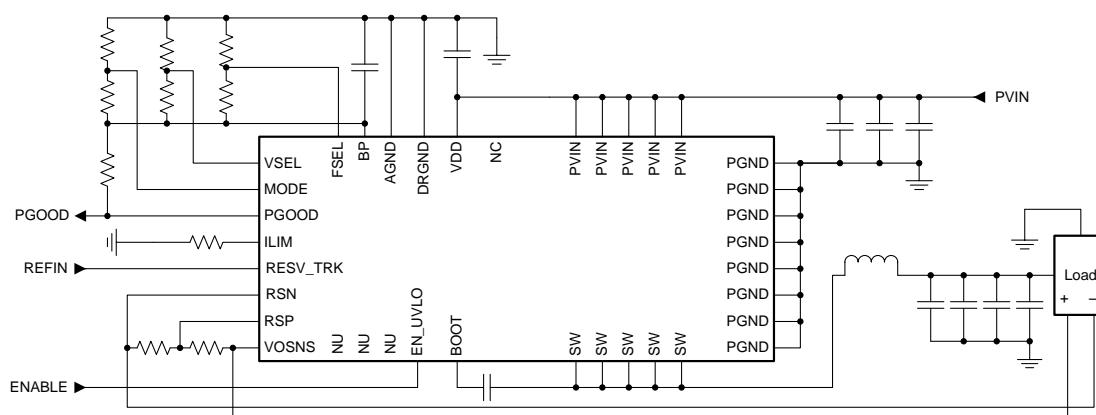 PVIN
FSEL
BP
AGND
DRGND
VDD
NC
PVIN
PVIN
PVIN
PVIN
PVIN
VSEL
MODE
PGOOD
PGOOD
ILIM
REFIN
RESV_TRK
RSN
RSP
VOSNS
PGND
PGND
PGND
PGND
PGND
PGND
PGND
PGND
Load
+
–
NU
NU
NU
EN_UVLO
BOOT
SW
SW
SW
SW
SW
ENABLE